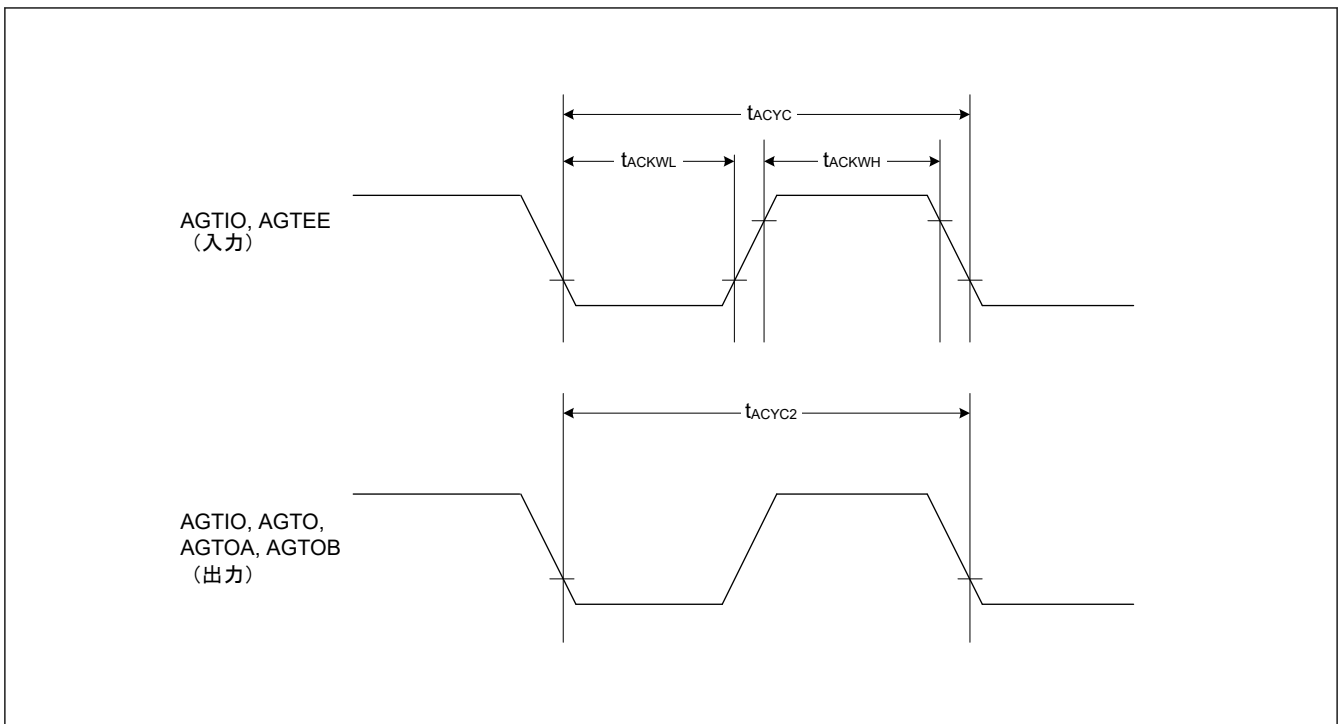 tACYC
tACKWL
tACKWH
AGTIO, AGTEE
（入力）
tACYC2
AGTIO, AGTO,
AGTOA, AGTOB
（出力）